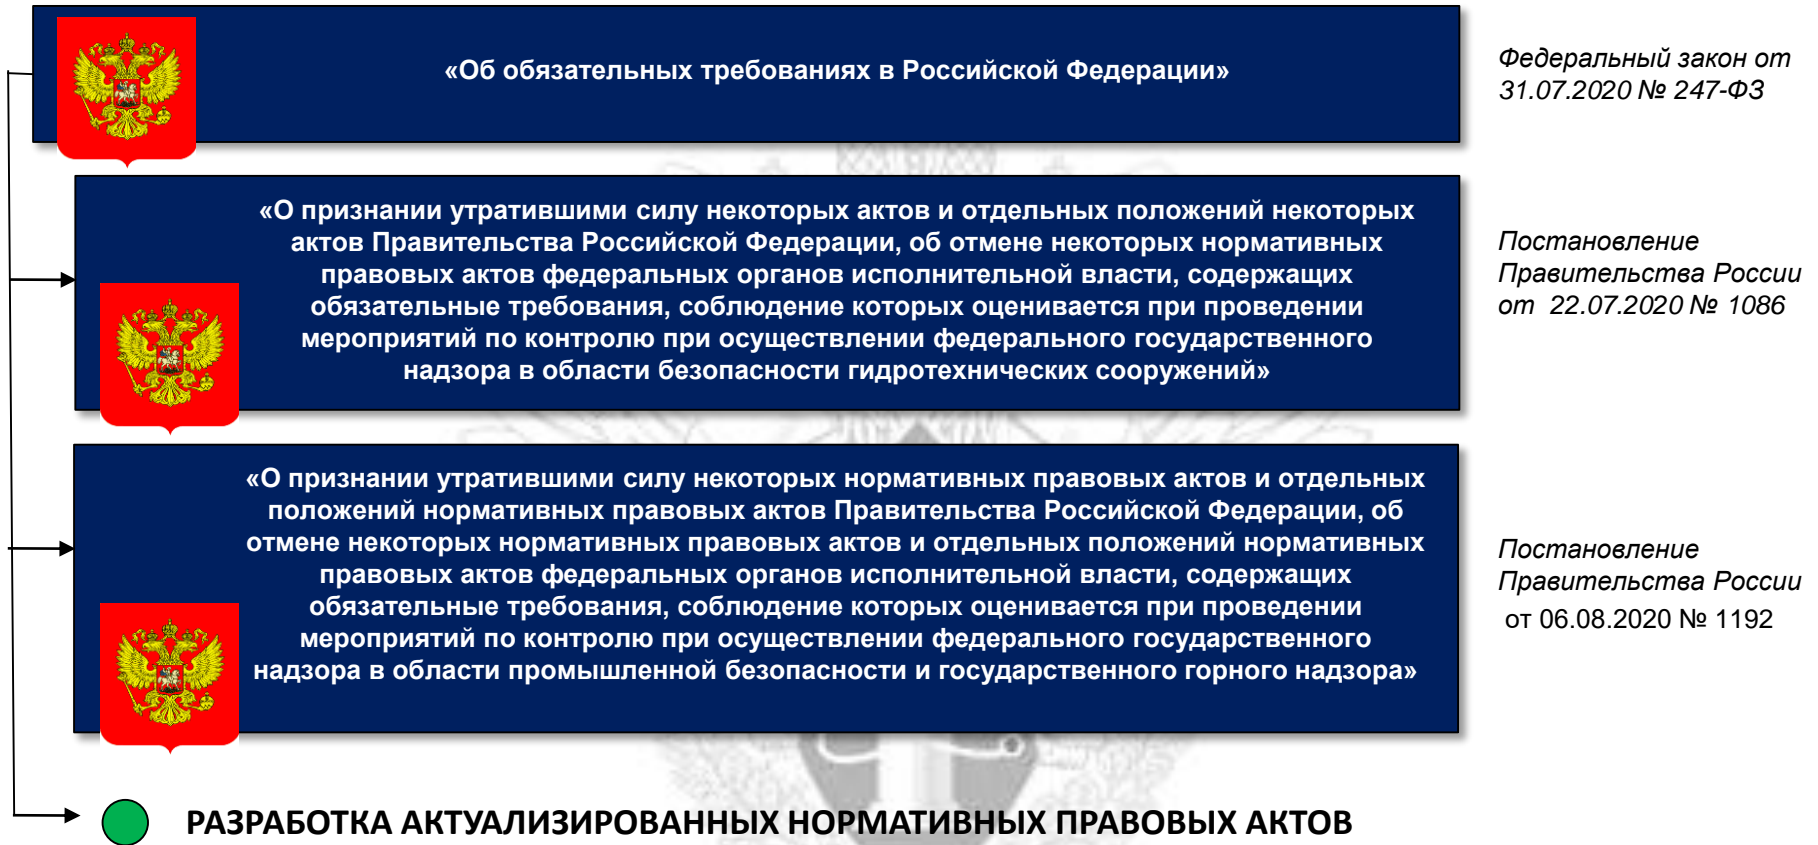 «Об обязательных требованиях в Российской Федерации»
Федеральный закон от
31.07.2020 № 247-ФЗ
«О признании утратившими силу некоторых актов и отдельных положений некоторых
актов Правительства Российской Федерации, об отмене некоторых нормативных
правовых актов федеральных органов исполнительной власти, содержащих
обязательные требования, соблюдение которых оценивается при проведении
мероприятий по контролю при осуществлении федерального государственного
надзора в области безопасности гидротехнических сооружений»
Постановление
Правительства России
от 22.07.2020 № 1086
«О признании утратившими силу некоторых нормативных правовых актов и отдельных
положений нормативных правовых актов Правительства Российской Федерации, об
отмене некоторых нормативных правовых актов и отдельных положений нормативных
правовых актов федеральных органов исполнительной власти, содержащих
обязательные требования, соблюдение которых оценивается при проведении
мероприятий по контролю при осуществлении федерального государственного
надзора в области промышленной безопасности и государственного горного надзора»
Постановление
Правительства России
от 06.08.2020 № 1192
РАЗРАБОТКА АКТУАЛИЗИРОВАННЫХ НОРМАТИВНЫХ ПРАВОВЫХ АКТОВ